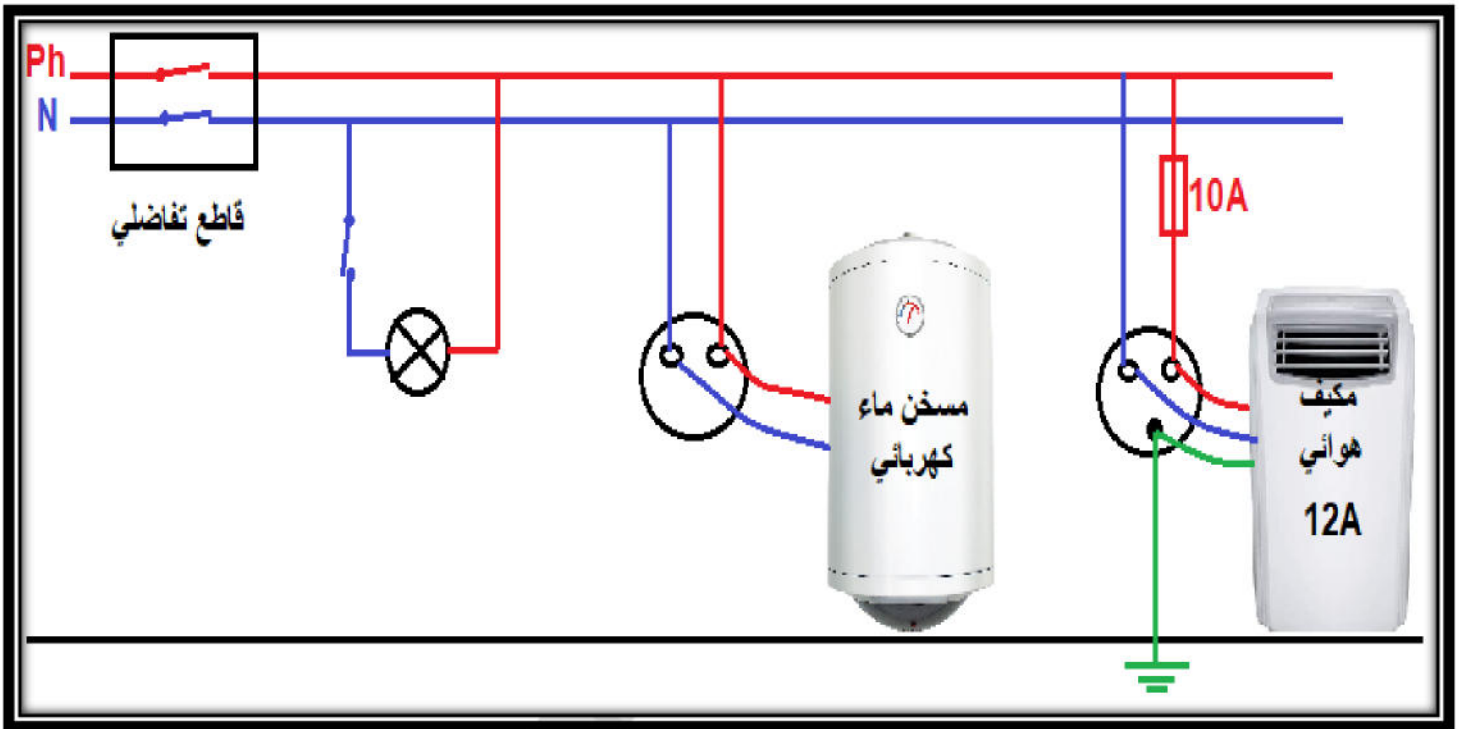 Ph
N
قاطع تفاضلي
10A
مسخن ماء
كهربائي
مكيف
هوائي
12A